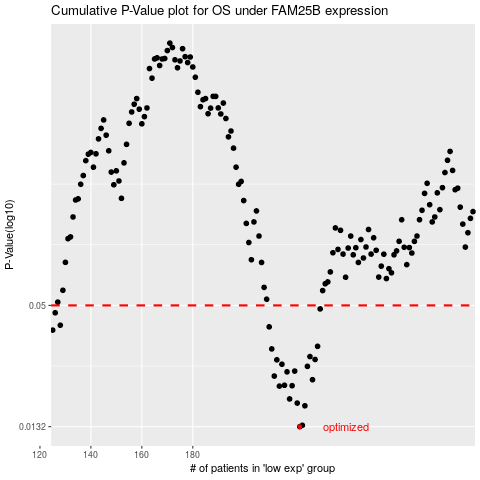 Cumulative P-Value plot for OS under FAM25B expression
P-Value(log10)
0.05
0.0132
optimized
120
140
160
180
# of patients in 'low exp' group